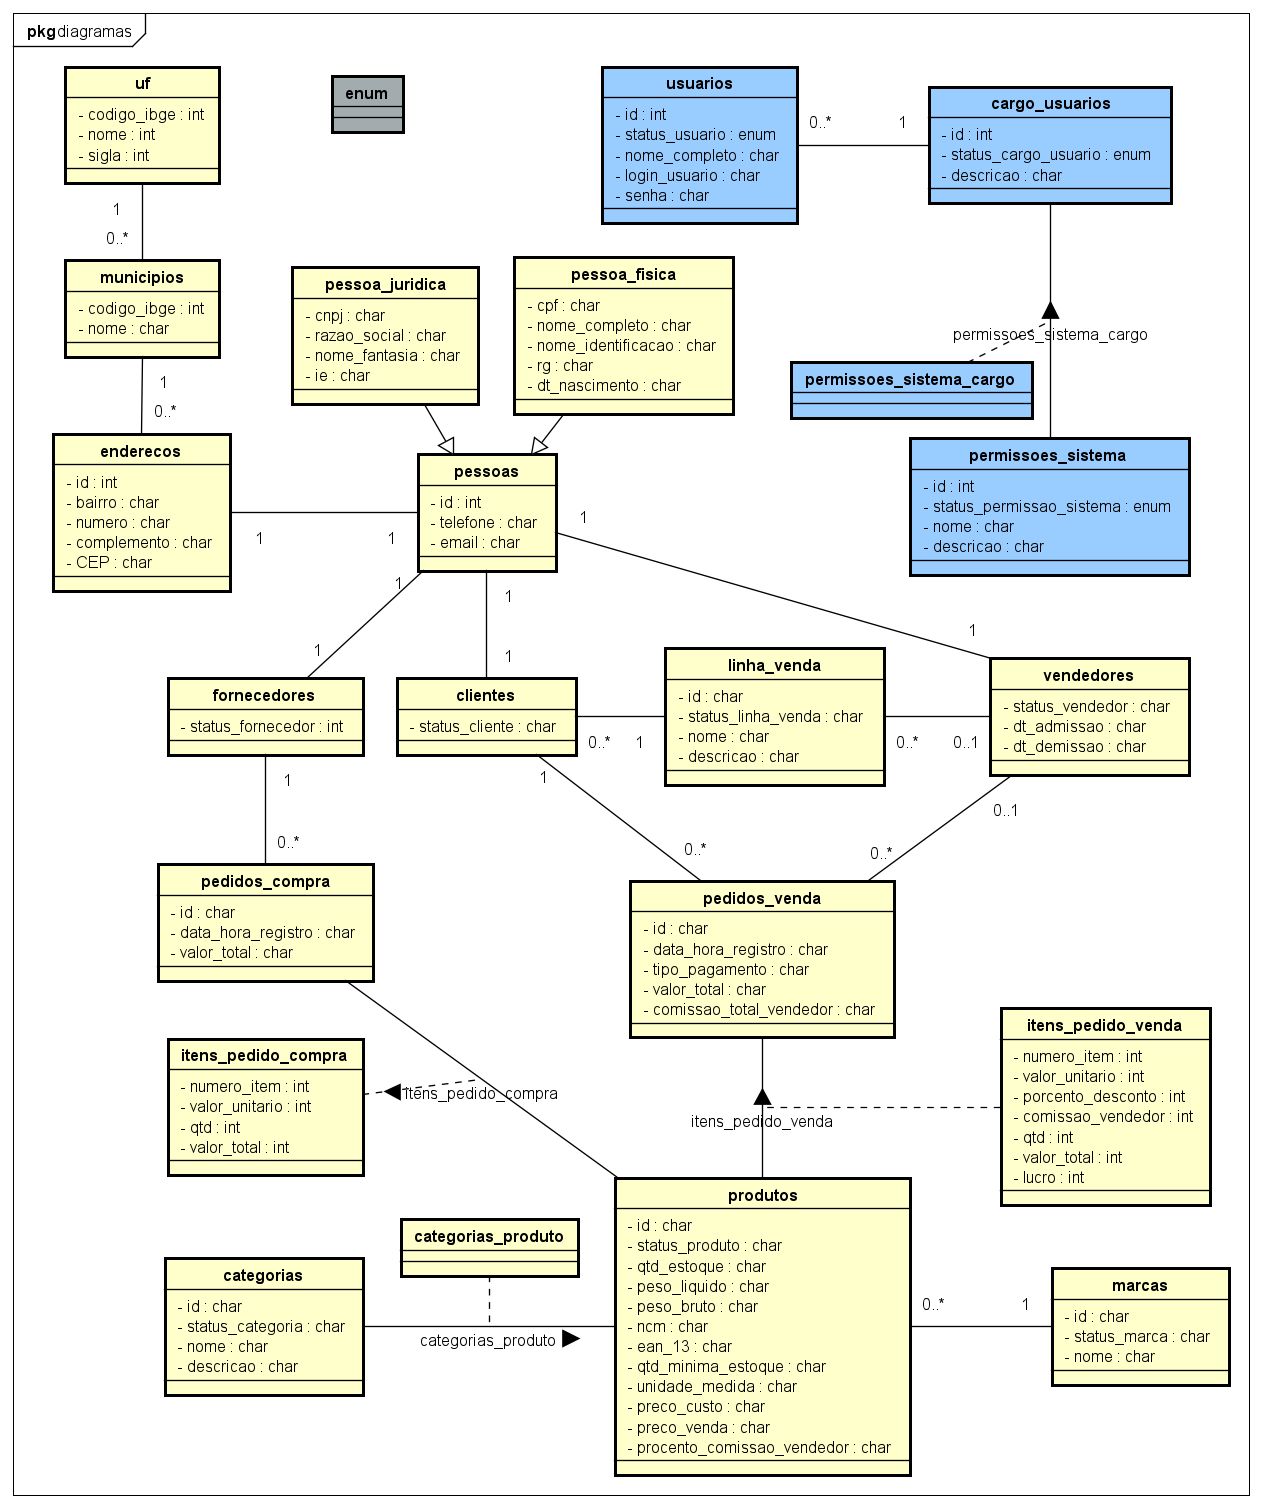 pkg diagramas
uf
- codigo_ibge : int
- nome : int
- sigla : int
enum
usuarios
- id : int
- status_usuario : enum
- nome_completo : char
- login_usuario : char
- senha : char
0..*
1
cargo_usuarios
- id : int
- status_cargo_usuario : enum
- descricao : char
1
0..*
municipios
- codigo_ibge : int
- nome : char
pessoa_juridica
- cnpj : char
- razao_social : char
- nome_fantasia : char
- ie : char
pessoa_fisica
- cpf : char
- nome_completo : char
- nome_identificacao : char
- rg : char
- dt_nascimento : char
permissoes_sistema_cargo
permissoes_sistema_cargo
1
0..*
enderecos
- id : int
- bairro : char
- numero : char
- complemento : char
- CEP : char
1
1
pessoas
- id : int
- telefone : char
- email : char
1
permissoes_sistema
- id : int
- status_permissao_sistema : enum
- nome : char
- descricao : char
1
1
1
1
1
fornecedores
- status_fornecedor : int
clientes
- status_cliente : char
0..*
1
linha_venda
- id : char
- status_linha_venda : char
- nome : char
- descricao : char
0..*
0..1
vendedores
- status_vendedor : char
- dt_admissao : char
- dt_demissao : char
1
0..*
1
0..*
0..1
0..*
pedidos_compra
- id : char
- data_hora_registro : char
- valor_total : char
pedidos_venda
- id : char
- data_hora_registro : char
- tipo_pagamento : char
- valor_total : char
- comissao_total_vendedor : char
itens_pedido_compra
- numero_item : int
- valor_unitario : int
- qtd : int
- valor_total : int
itens_pedido_compra
itens_pedido_venda
itens_pedido_venda
- numero_item : int
- valor_unitario : int
- porcento_desconto : int
- comissao_vendedor : int
- qtd : int
- valor_total : int
- lucro : int
categorias_produto
categorias
- id : char
- status_categoria : char
- nome : char
- descricao : char
categorias_produto
produtos
- id : char
- status_produto : char
- qtd_estoque : char
- peso_liquido : char
- peso_bruto : char
- ncm : char
- ean_13 : char
- qtd_minima_estoque : char
- unidade_medida : char
- preco_custo : char
- preco_venda : char
- procento_comissao_vendedor : char
0..*
1
marcas
- id : char
- status_marca : char
- nome : char